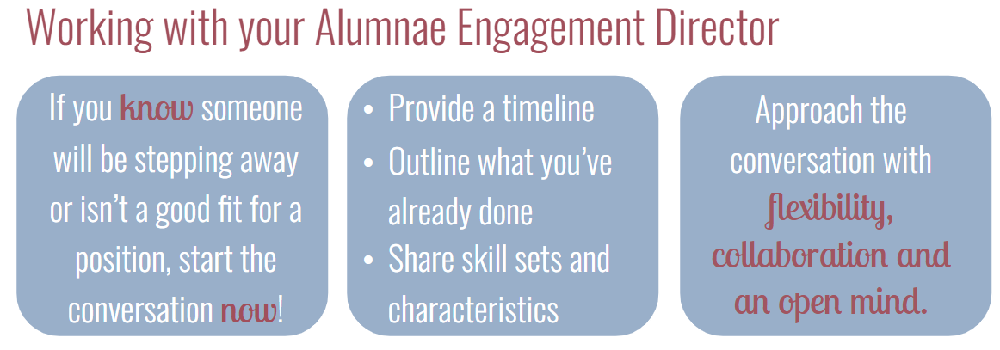 Working with your Alumnae Engagement Director
If you know someone
will be stepping away
or isn't a good fit for a
position, start the
conversation now!
• Provide a timeline
• Outline what you've
already done
• Share skill sets and
characteristics
Approach the
conversation with
flexibility,
collaboration and
an open mind.